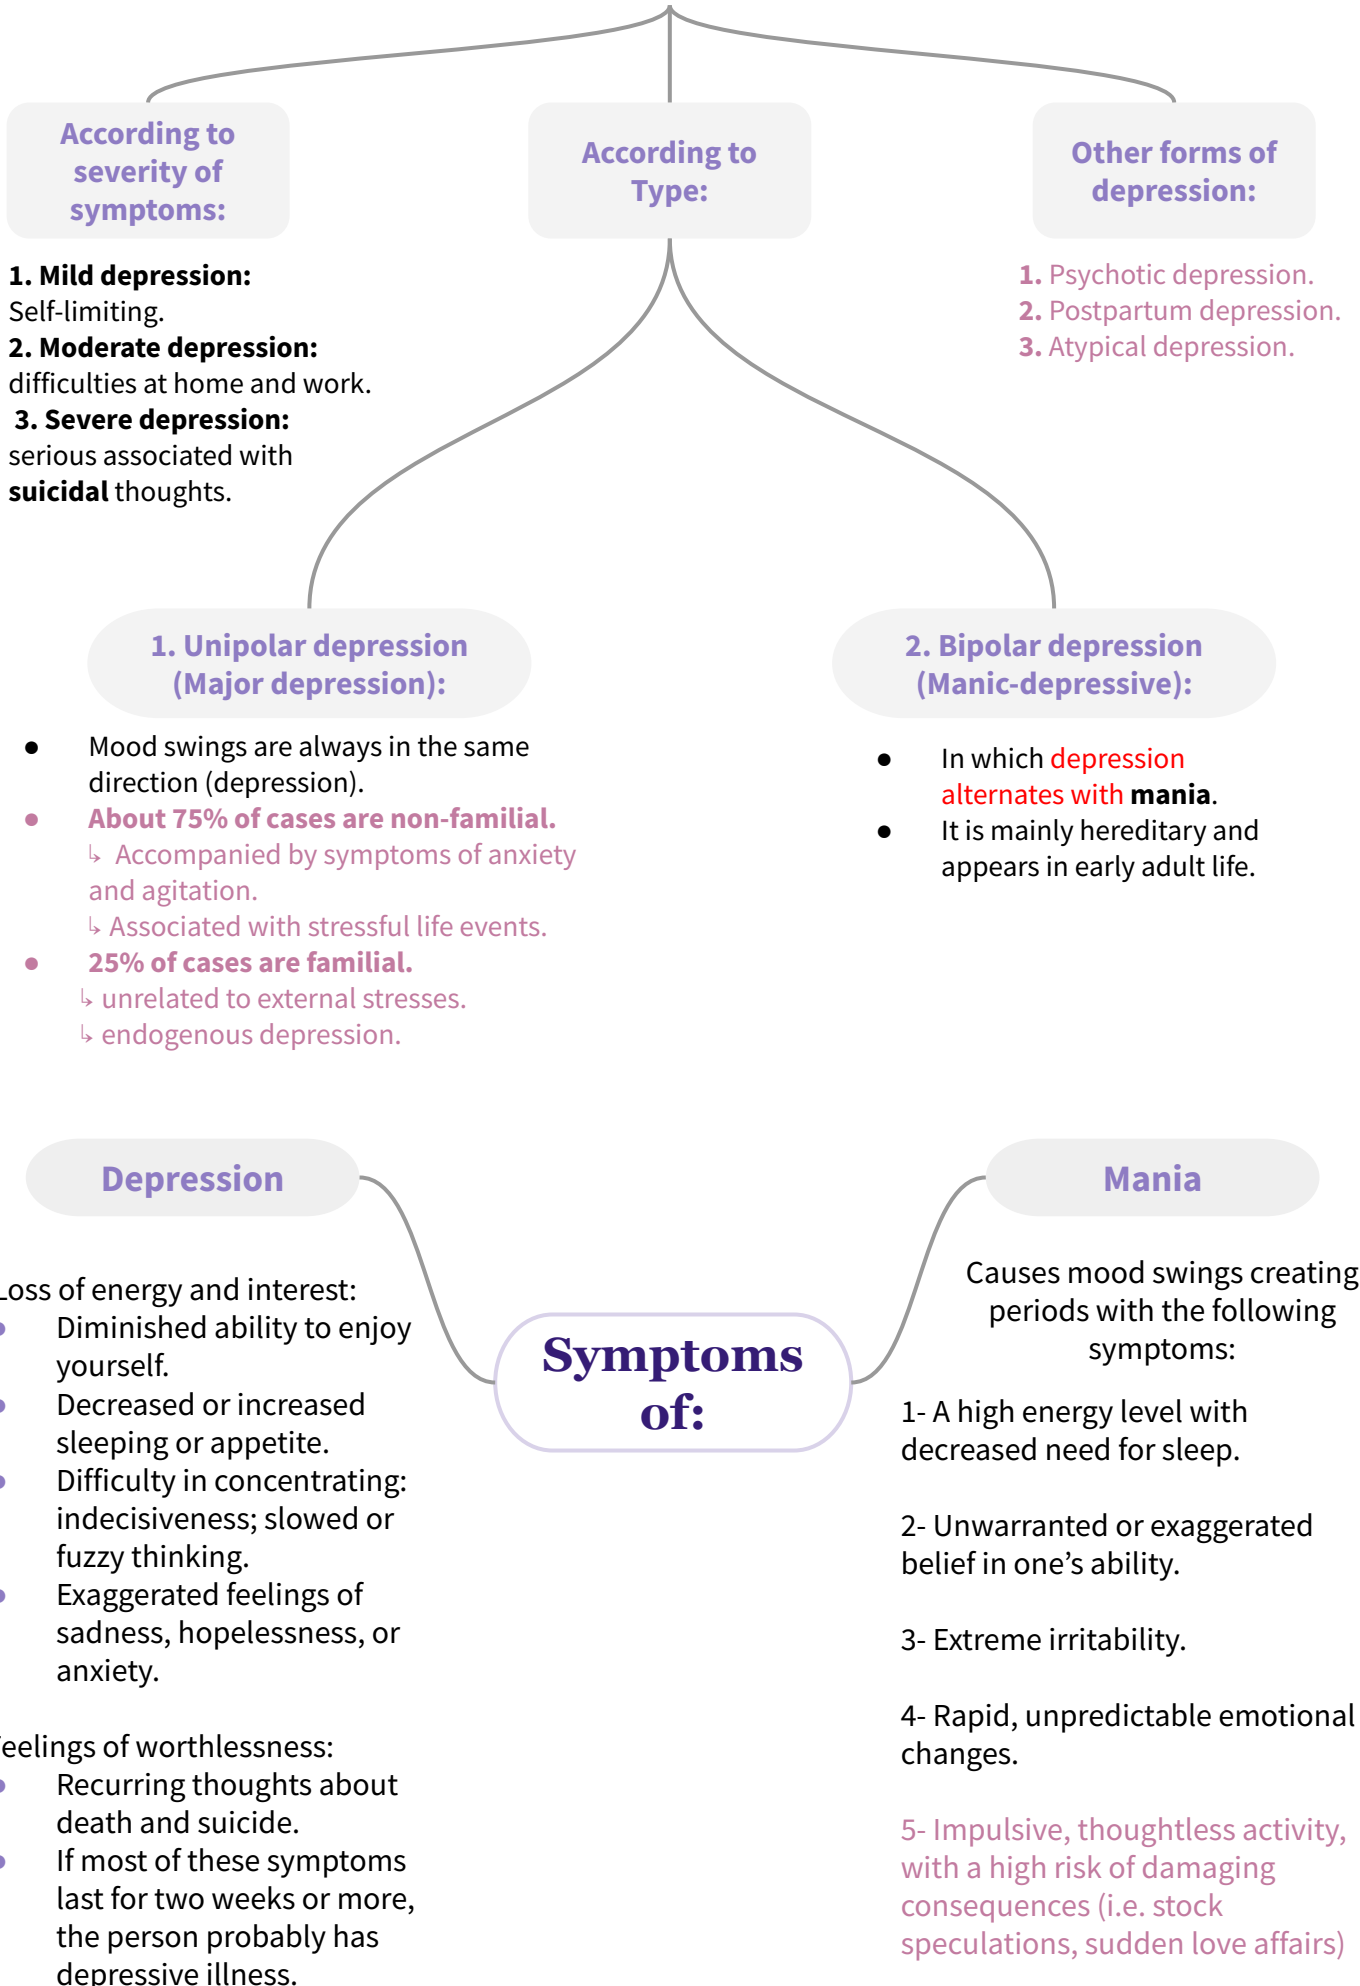 According to
severity of
symptoms:
According to
Type:
Other forms of
depression:
1. Mild depression:
Self-limiting.
2. Moderate depression:
difficulties at home and work.
3. Severe depression:
serious associated with
suicidal thoughts.
1. Psychotic depression.
2. Postpartum depression.
3. Atypical depression.
1. Unipolar depression
(Major depression):
● Mood swings are always in the same
direction (depression).
● About 75% of cases are non-familial.
↳ Accompanied by symptoms of anxiety
and agitation.
↳ Associated with stressful life events.
● 25% of cases are familial.
↳ unrelated to external stresses.
↳ endogenous depression.
2. Bipolar depression
(Manic-depressive):
● In which depression
alternates with mania.
● It is mainly hereditary and
appears in early adult life.
Symptoms
of:
Depression
Loss of energy and interest:
● Diminished ability to enjoy
yourself.
● Decreased or increased
sleeping or appetite.
● Difficulty in concentrating:
indecisiveness; slowed or
fuzzy thinking.
● Exaggerated feelings of
sadness, hopelessness, or
anxiety.
Feelings of worthlessness:
● Recurring thoughts about
death and suicide.
● If most of these symptoms
last for two weeks or more,
the person probably has
depressive illness.
Mania
Causes mood swings creating
periods with the following
symptoms:
1- A high energy level with
decreased need for sleep.
2- Unwarranted or exaggerated
belief in one’s ability.
3- Extreme irritability.
4- Rapid, unpredictable emotional
changes.
5- Impulsive, thoughtless activity,
with a high risk of damaging
consequences (i.e. stock
speculations, sudden love affairs)